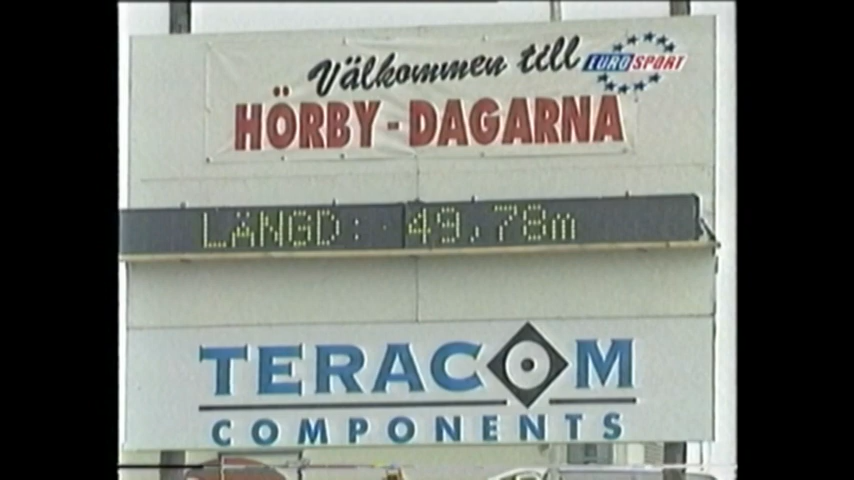 Välkommen till
EUROSPORT
HÖRBY-DAGARNA
LÄNGD: 49,78m
TERACOM
COMPONENTS